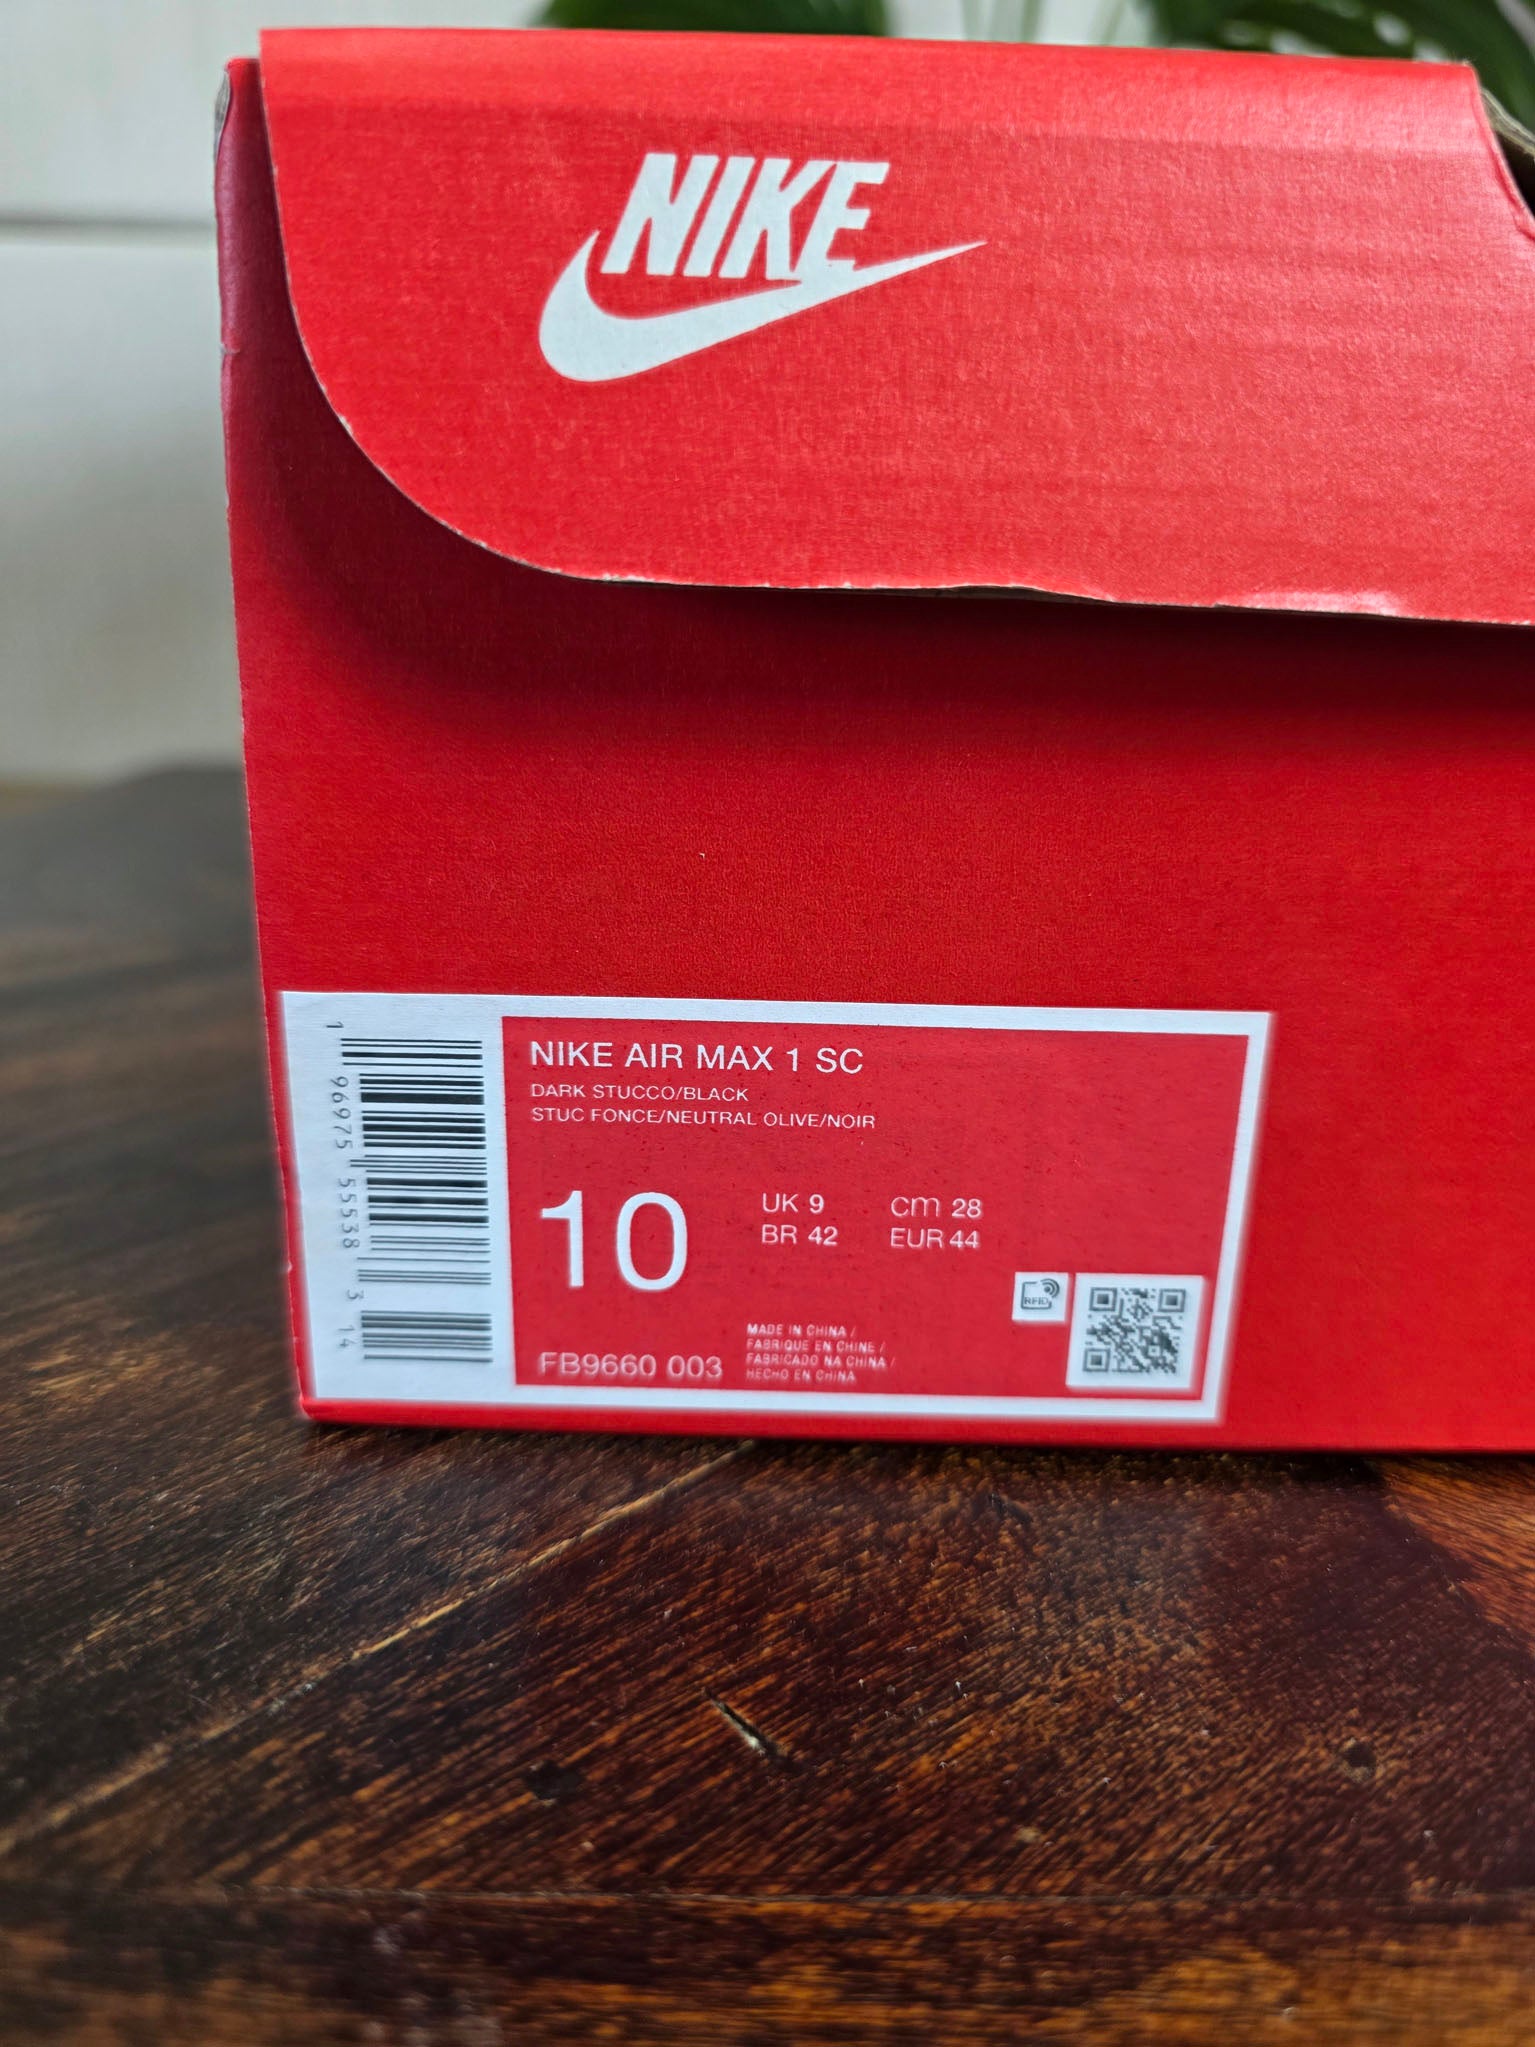 NIKE
NIKE AIR MAX 1 SC
DARK STUCCO/BLACK
STUC FONCE/NEUTRAL OLIVE/NOIR
10
UK 9
cm 28
BR 42
EUR 44
RFID
FB9660 003
MADE IN CHINA /
FABRIQUE EN CHINE /
FABRICADO NA CHINA /
HECHO EN CHINA
1 96975 55538 3 14